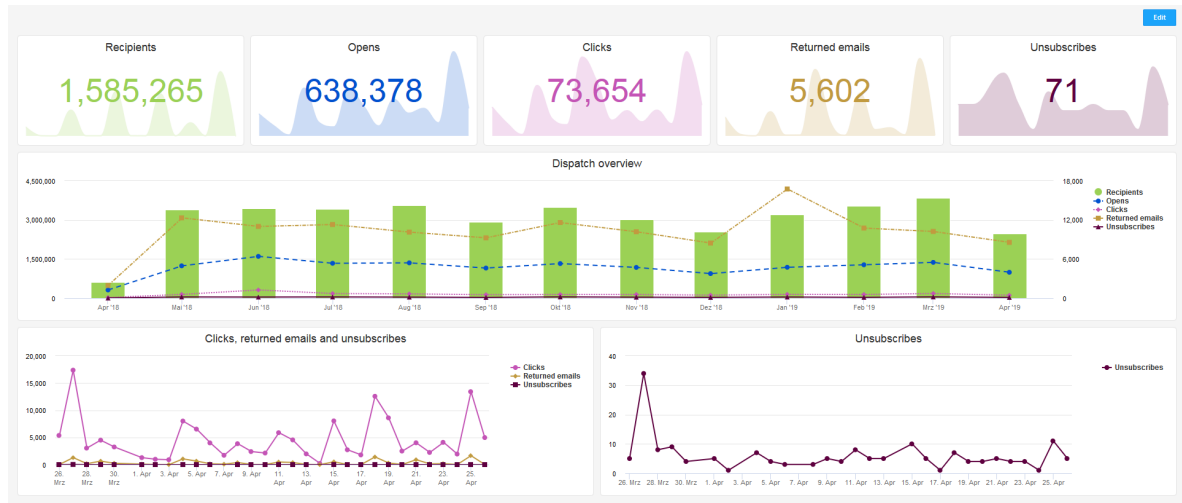 Edit
Recipients
1,585,265
Opens
638,378
Clicks
73,654
Returned emails
5,602
Unsubscribes
71
Dispatch overview
4,500,000
3,000,000
1,500,000
0
18,000
12,000
6,000
0
Apr '18 Mai '18 Jun '18 Jul '18 Aug '18 Sep '18 Okt '18 Nov '18 Dez '18 Jan '19 Feb '19 Mrz '19 Apr '19
Recipients
Opens
Clicks
Returned emails
Unsubscribes
Clicks, returned emails and unsubscribes
20,000
15,000
10,000
5,000
0
26. Mrz
28. Mrz
30. Mrz
1. Apr
3. Apr
5. Apr
7. Apr
9. Apr
11. Apr
13. Apr
15. Apr
17. Apr
19. Apr
21. Apr
23. Apr
25. Apr
Clicks
Returned emails
Unsubscribes
Unsubscribes
40
30
20
10
0
26. Mrz 28. Mrz 30. Mrz 1. Apr 3. Apr 5. Apr 7. Apr 9. Apr 11. Apr 13. Apr 15. Apr 17. Apr 19. Apr 21. Apr 23. Apr 25. Apr
Unsubscribes